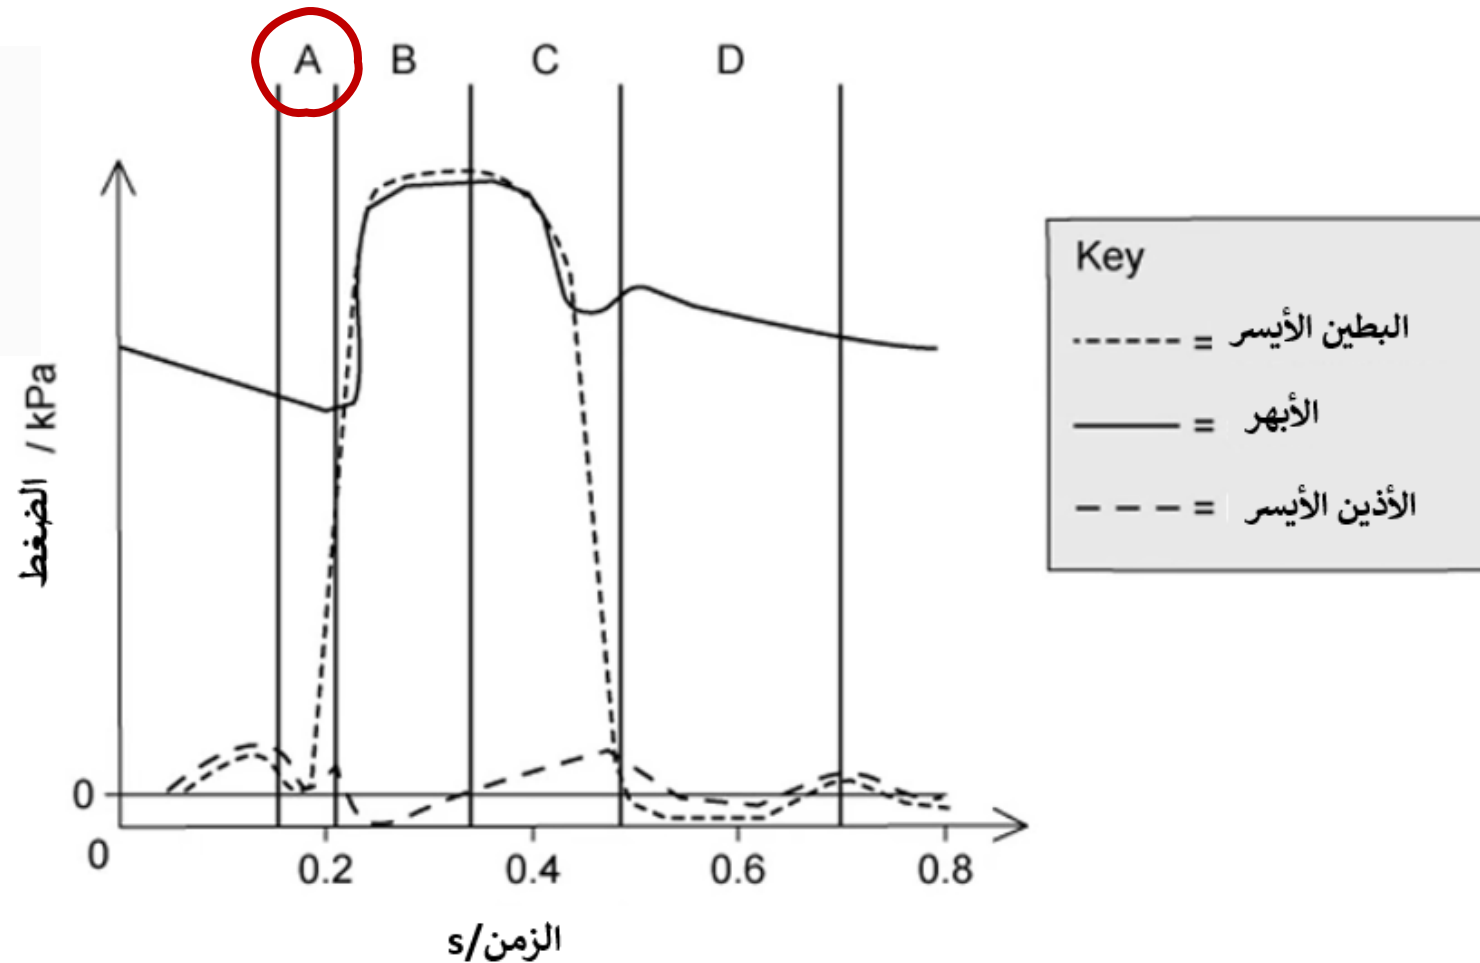 A B C D
الضغط / kPa
0
0 0.2 0.4 0.6 0.8
الزمن/s
Key
= البطين الأيسر
= الأبهر
= الأذين الأيسر